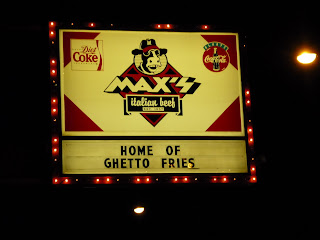 Diet
Coke
Coca-Cola
MAX'S
italian beef
HOME OF
GHETTO FRIES